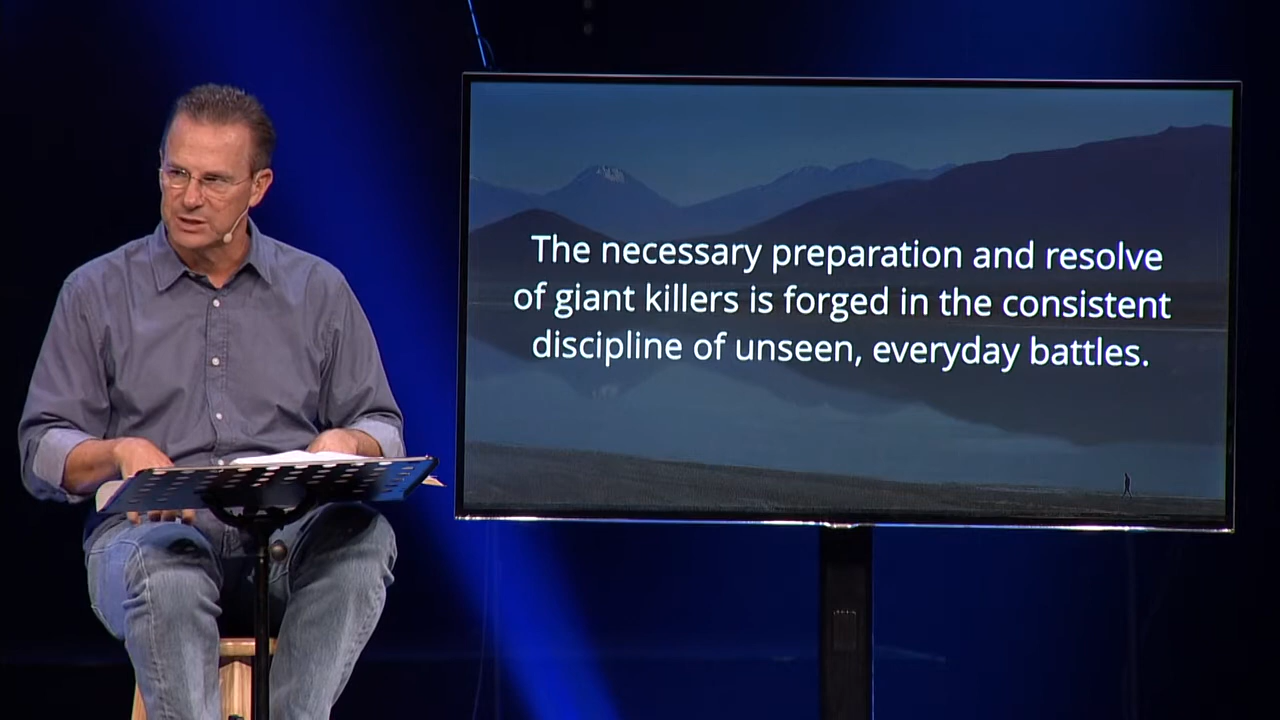 The necessary preparation and resolve
of giant killers is forged in the consistent
discipline of unseen, everyday battles.